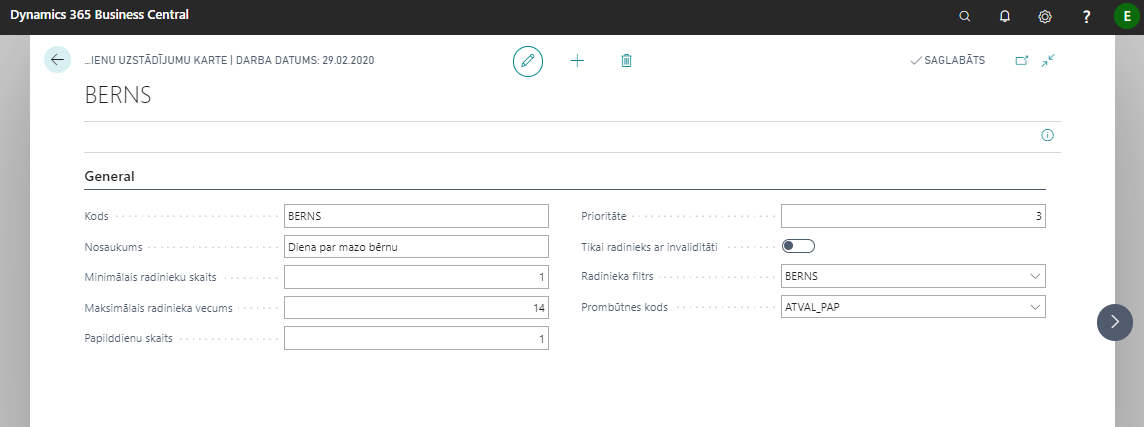 Dynamics 365 Business Central
?
E
...IENU UZSTĀDĪJUMU KARTE | DARBA DATUMS: 29.02.2020
SAGLABĀTS
BERNS
General
Kods BERNS
Nosaukums Diena par mazo bērnu
Minimālais radinieku skaits 1
Maksimālais radinieka vecums 14
Papilddienu skaits 1
Prioritāte 3
Tikai radinieks ar invaliditāti
Radinieka filtrs BERNS
Prombūtnes kods ATVAL_PAP